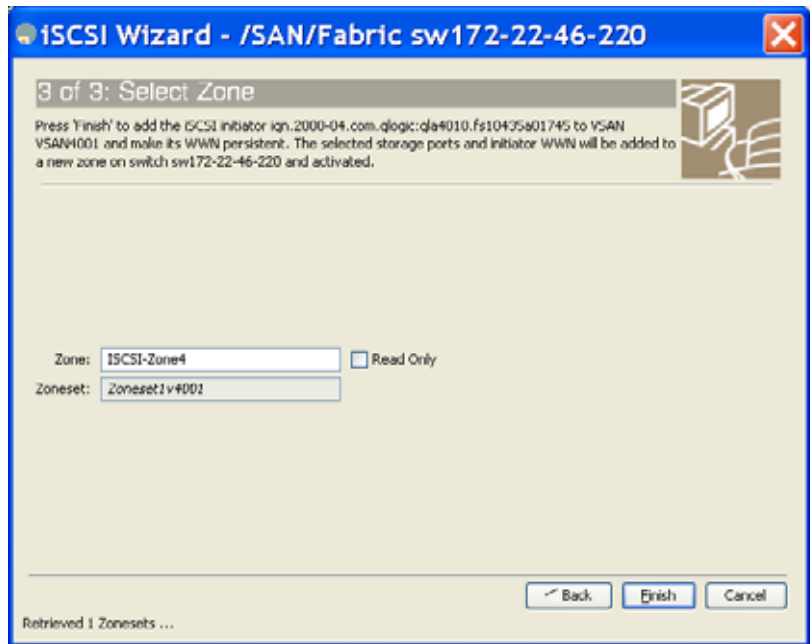 iSCSI Wizard - /SAN/Fabric sw172-22-46-220
3 of 3: Select Zone
Press 'Finish' to add the iSCSI initiator iqn.2000-04.com.qlogic:qla4010.fs10435a01745 to VSAN
VSAN4001 and make its WWN persistent. The selected storage ports and initiator WWN will be added to
a new zone on switch sw172-22-46-220 and activated.
Zone: ISCSI-Zone4 Read Only
Zoneset: Zoneset1v4001
Back Finish Cancel
Retrieved 1 Zonesets ...